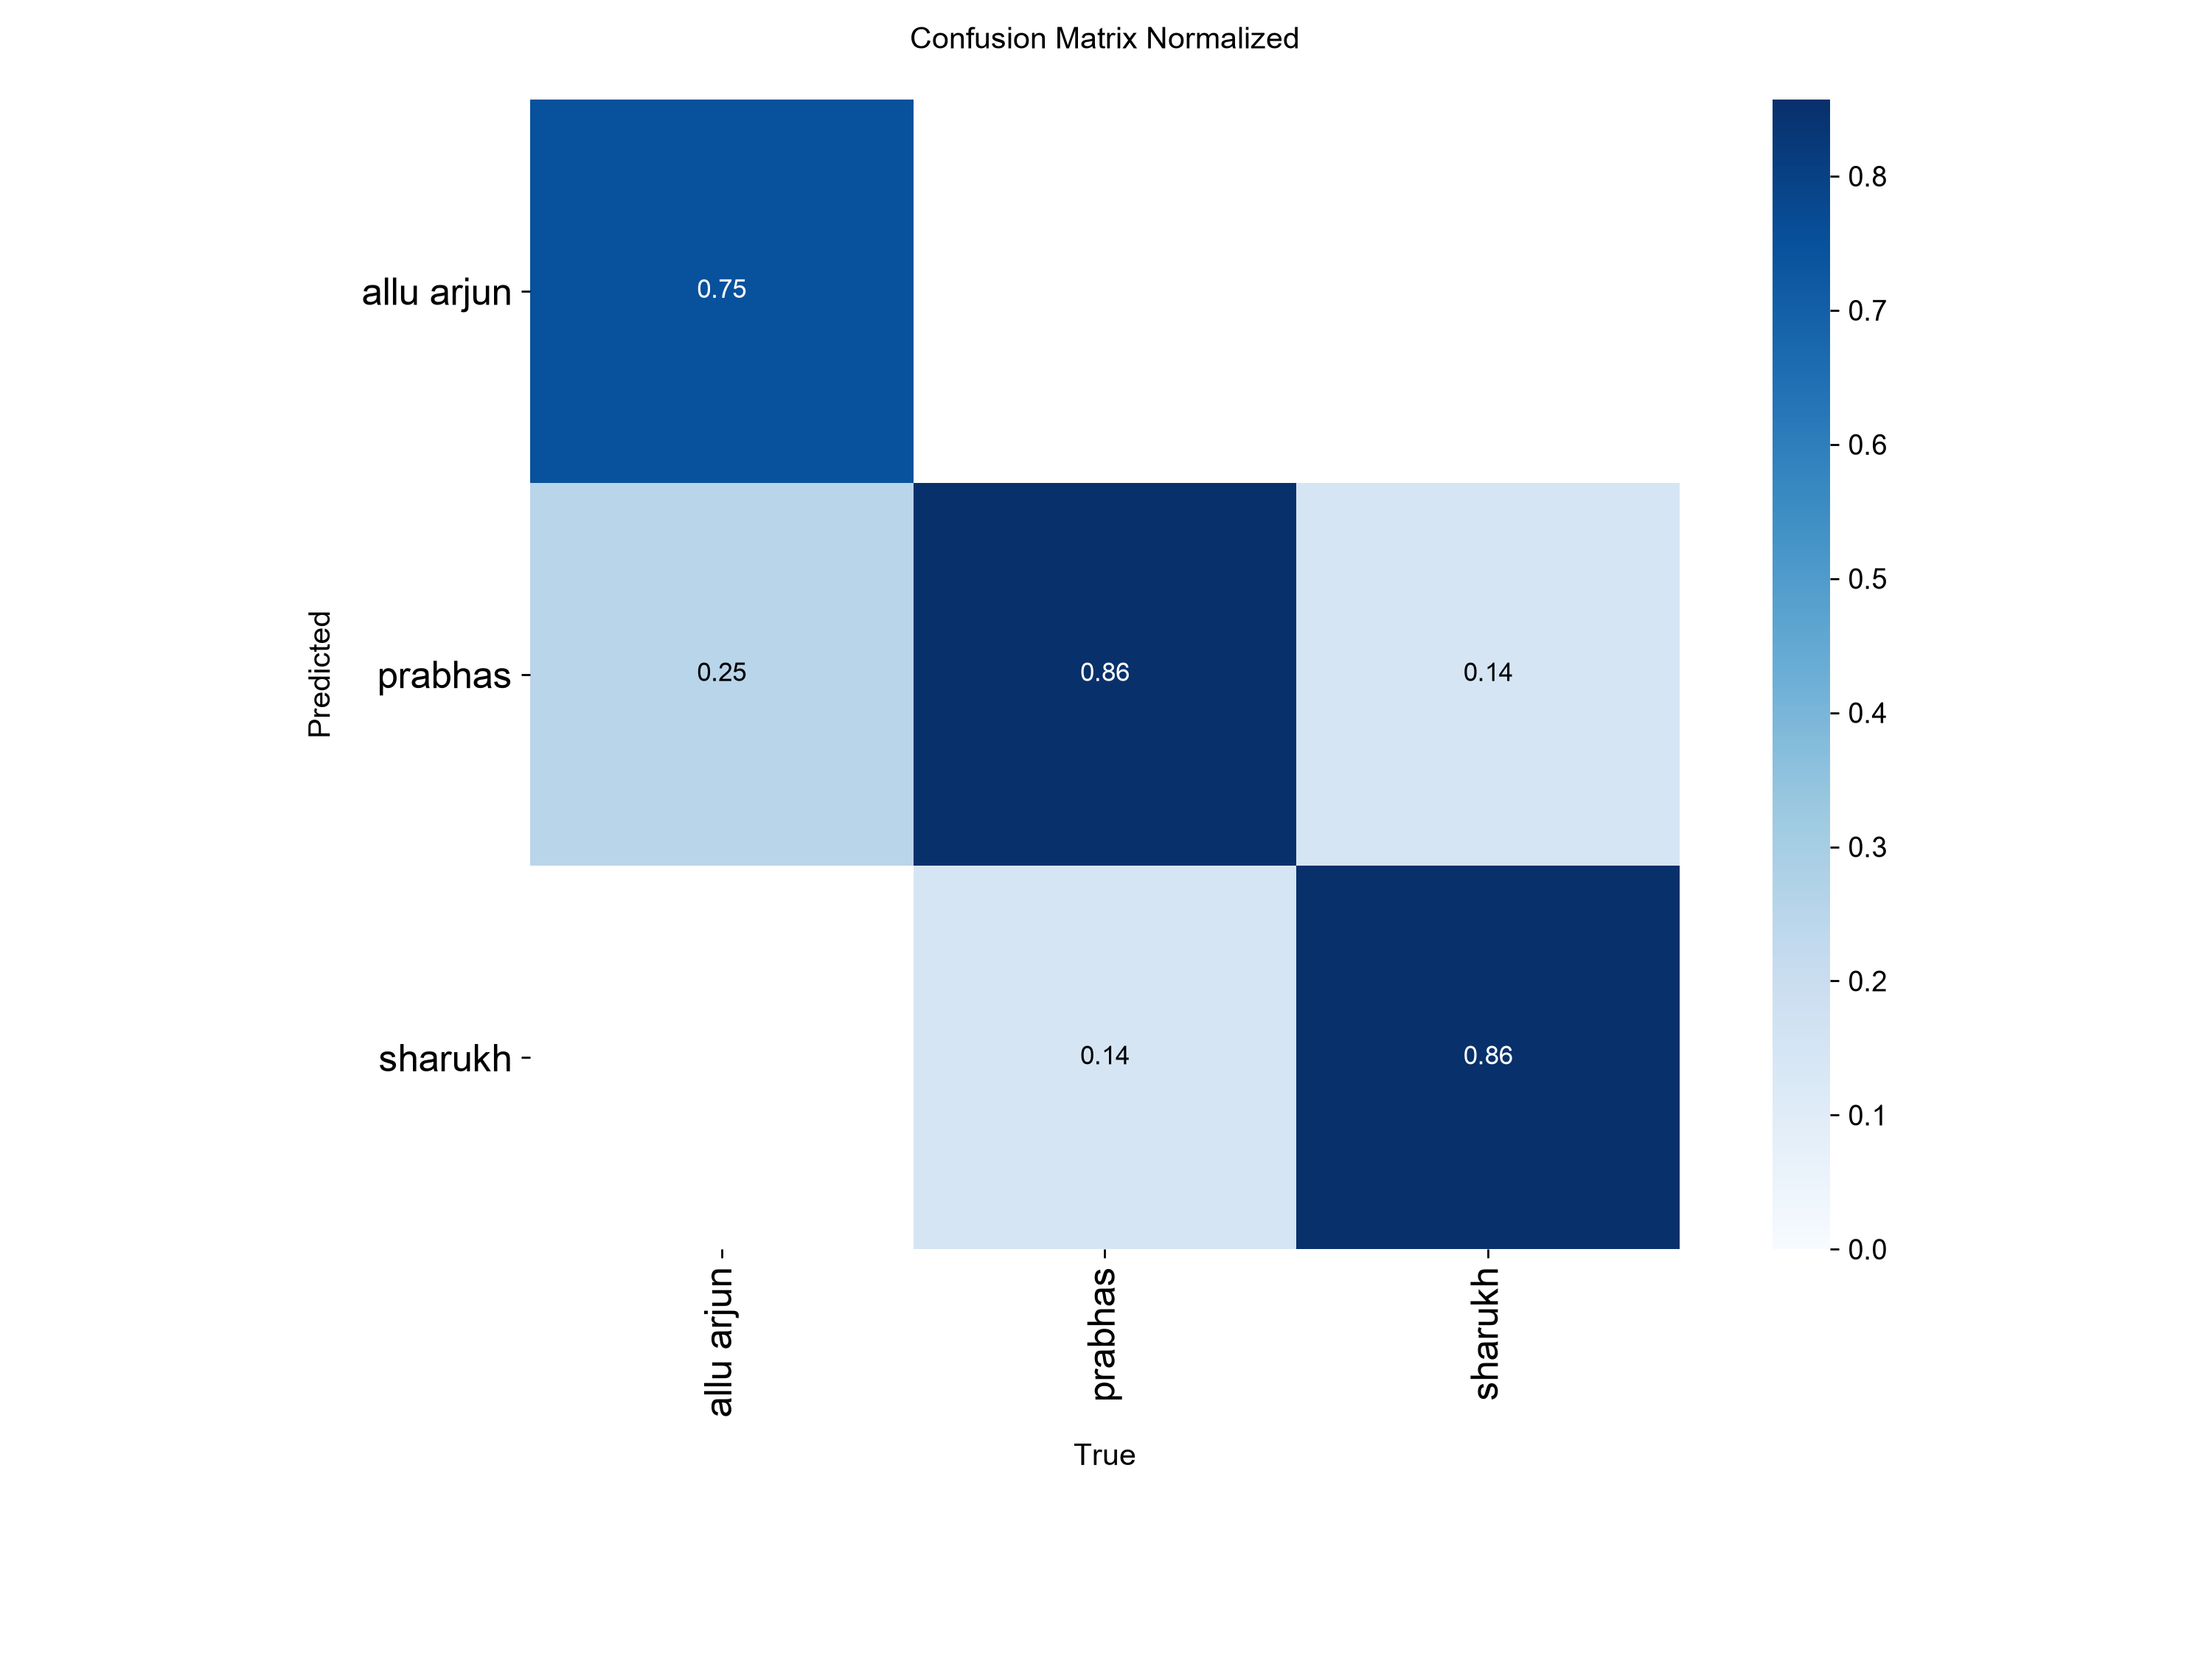 Confusion Matrix Normalized
allu arjun
prabhas
sharukh
Predicted
0.75
0.25 0.86 0.14
0.14 0.86
allu arjun prabhas sharukh
True
0.8
0.7
0.6
0.5
0.4
0.3
0.2
0.1
0.0